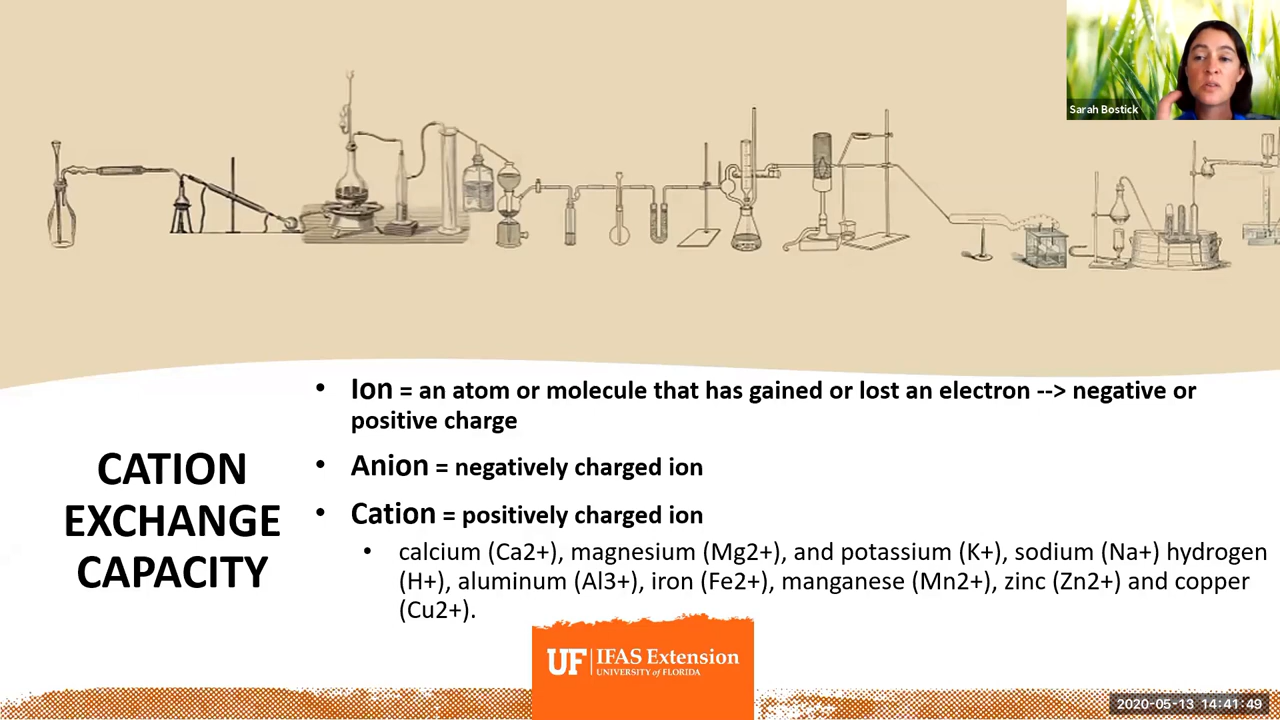 Sarah Bostick
CATION
EXCHANGE
CAPACITY
• Ion = an atom or molecule that has gained or lost an electron --> negative or
positive charge
• Anion = negatively charged ion
• Cation = positively charged ion
• calcium (Ca2+), magnesium (Mg2+), and potassium (K+), sodium (Na+) hydrogen
(H+), aluminum (Al3+), iron (Fe2+), manganese (Mn2+), zinc (Zn2+) and copper
(Cu2+).
UF IFAS Extension
UNIVERSITY of FLORIDA
2020-05-13 14:41:49